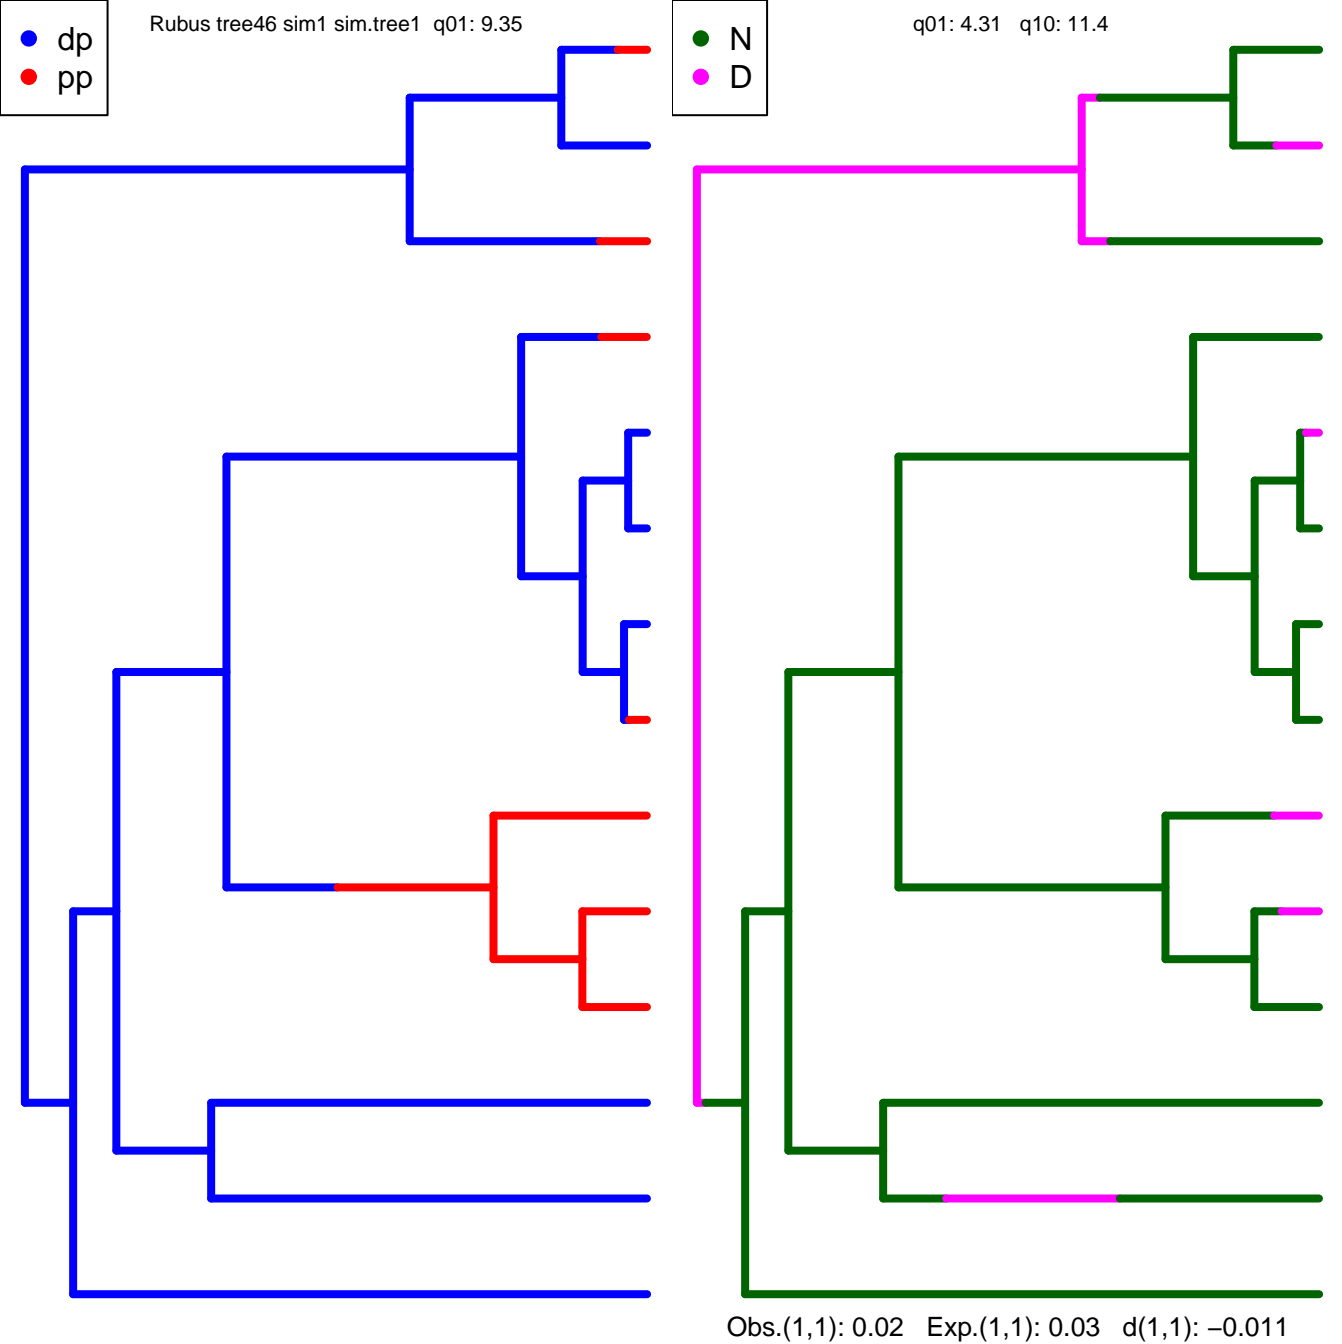 Rubus tree46 sim1 sim.tree1  q01: 9.35
dp
pp
q01: 4.31   q10: 11.4
N
D
Obs.(1,1): 0.02   Exp.(1,1): 0.03   d(1,1): −0.011